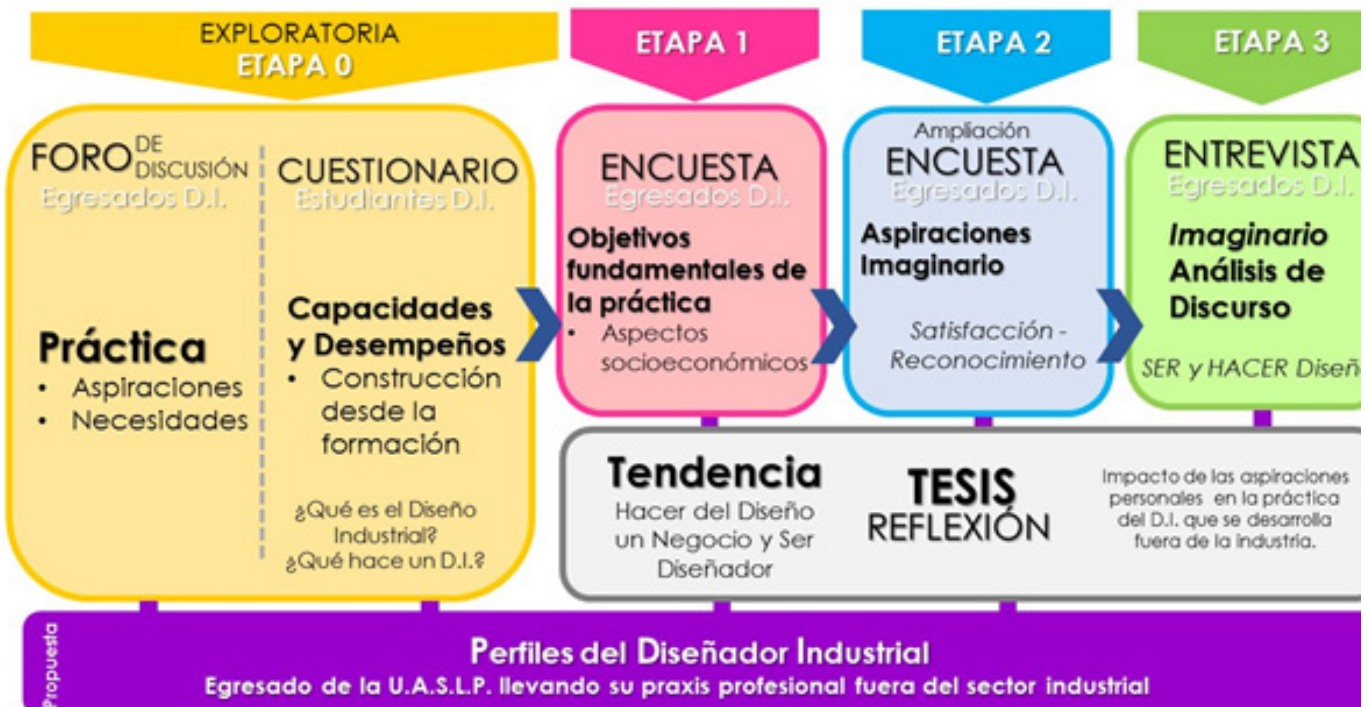 EXPLORATORIA
ETAPA 0
ETAPA 1
ETAPA 2
ETAPA 3
FORO DE DISCUSIÓN
Egresados D.I.
Práctica
• Aspiraciones
• Necesidades
CUESTIONARIO
Estudiantes D.I.
Capacidades
y Desempeños
• Construcción
desde la
formación
¿Qué es el Diseño
Industrial?
¿Qué hace un D.I.?
ENCUESTA
Egresados D.I.
Objetivos
fundamentales de
la práctica
• Aspectos
socioeconómicos
Ampliación
ENCUESTA
Egresados D.I.
Aspiraciones
Imaginario
Satisfacción -
Reconocimiento
ENTREVISTA
Egresados D.I.
Imaginario
Análisis de
Discurso
SER y HACER Diseñ
Tendencia
Hacer del Diseño
un Negocio y Ser
Diseñador
TESIS
REFLEXIÓN
Impacto de las aspiraciones
personales en la práctica
del D.I. que se desarrolla
fuera de la industria.
Propuesta
Perfiles del Diseñador Industrial
Egresado de la U.A.S.L.P. llevando su praxis profesional fuera del sector industrial